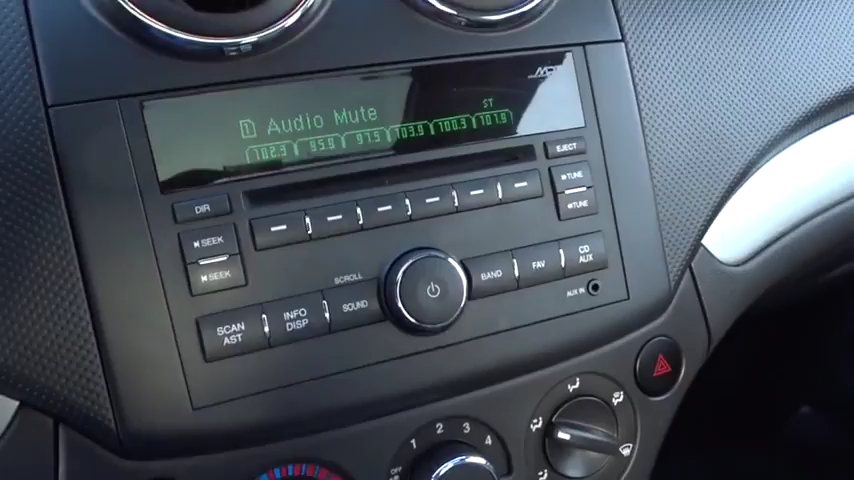 MP3
1 Audio Mute
ST
102.3 95.9 97.5 103.9 100.3 101.9
EJECT
TUNE
TUNE
DIR
SEEK
SEEK
SCAN
AST
INFO
DISP
SCROLL
SOUND
BAND
FAV
CD
AUX
AUX IN
OFF 1 2 3 4